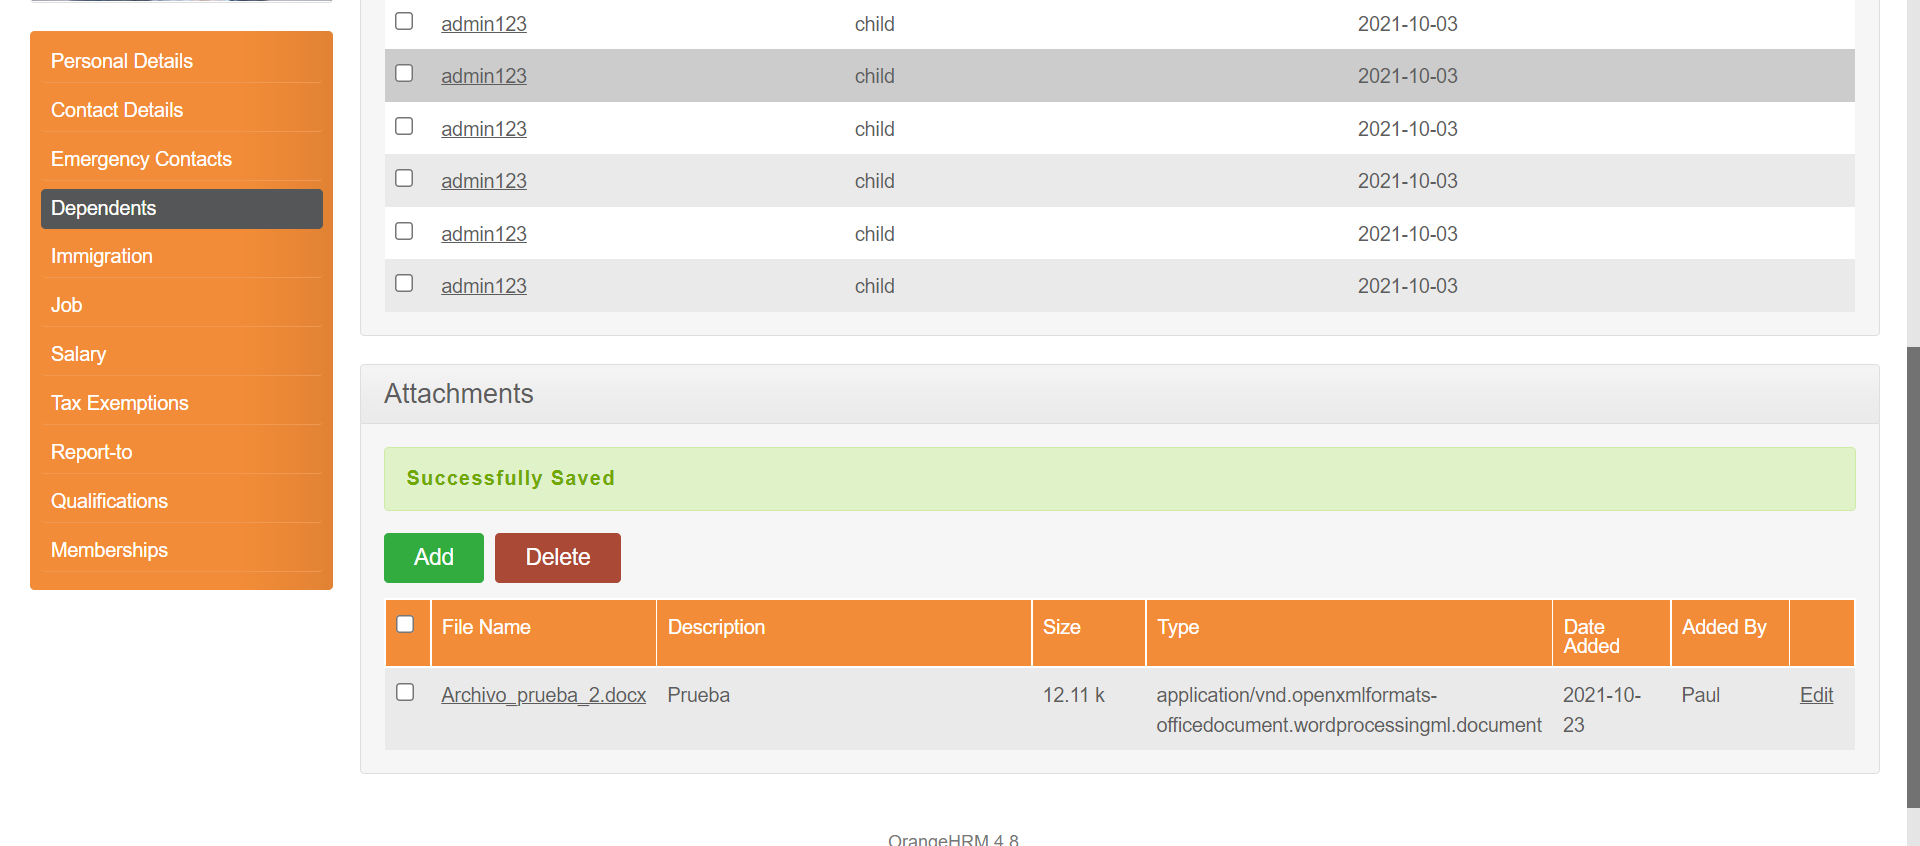 Personal Details
Contact Details
Emergency Contacts
Dependents
Immigration
Job
Salary
Tax Exemptions
Report-to
Qualifications
Memberships
admin123 child 2021-10-03
admin123 child 2021-10-03
admin123 child 2021-10-03
admin123 child 2021-10-03
admin123 child 2021-10-03
admin123 child 2021-10-03
Attachments
Successfully Saved
Add Delete
File Name Description Size Type Date Added Added By
Archivo_prueba_2.docx Prueba 12.11 k application/vnd.openxmlformats- 2021-10- Paul Edit
officedocument.wordprocessingml.document 23
OrangeHRM 4.8